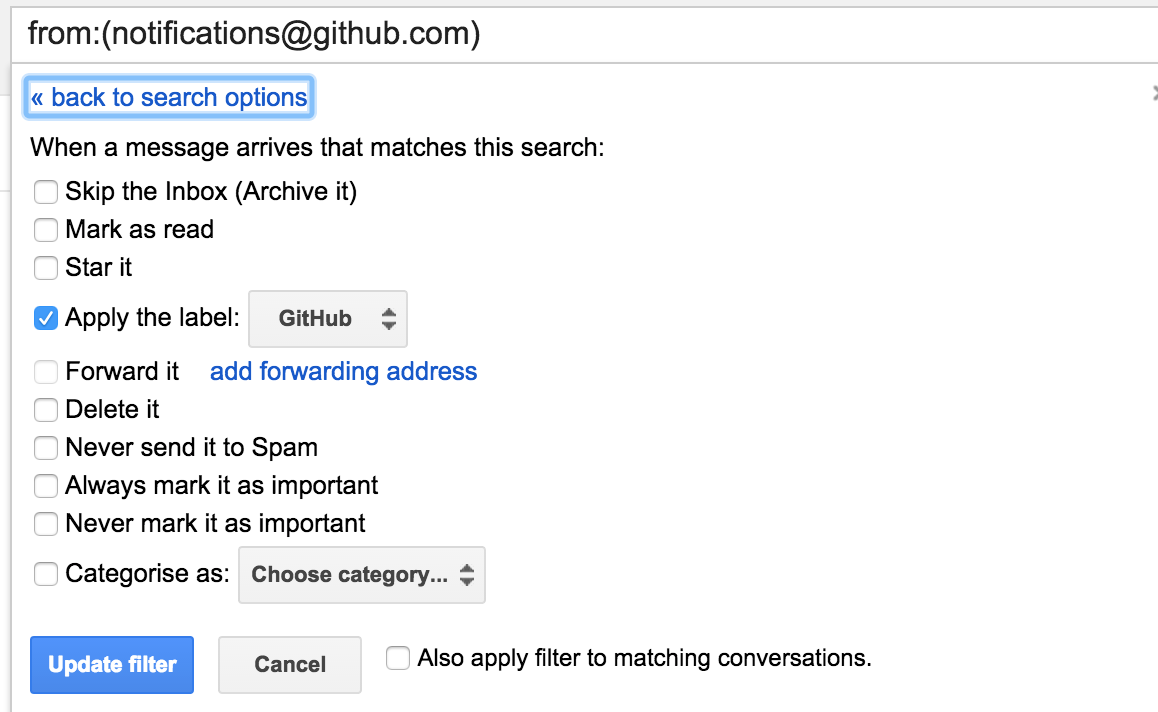 from:(notifications@github.com)
« back to search options
When a message arrives that matches this search:
Skip the Inbox (Archive it)
Mark as read
Star it
Apply the label: GitHub
Forward it add forwarding address
Delete it
Never send it to Spam
Always mark it as important
Never mark it as important
Categorise as: Choose category...
Update filter Cancel Also apply filter to matching conversations.